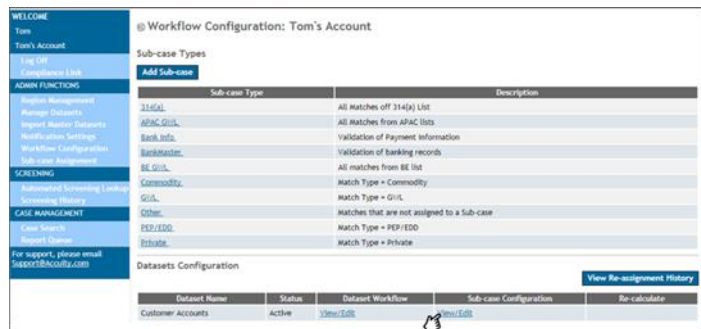 WELCOME
Tom
Tom's Account
Log Off
Compliance Link
ADMIN FUNCTIONS
Region Management
Manage Datasets
Import Master Datasets
Notification Settings
Workflow Configuration
Sub-case Assignment
SCREENING
Automated Screening Lookup
Screening History
CASE MANAGEMENT
Case Search
Report Queue
For support, please email
Support@Accuity.com
Workflow Configuration: Tom's Account
Sub-case Types
Add Sub-case
Sub-case Type Description
314(a) All Matches off 314(a) List
APAC GWL All Matches from APAC lists
Bank Info Validation of Payment Information
BankMaster Validation of banking records
BE GWL All matches from BE list
Commodity Match Type = Commodity
GWL Match Type = GWL
Other Matches that are not assigned to a Sub-case
PEP/EDD Match Type = PEP/EDD
Private Match Type = Private
Datasets Configuration
View Re-assignment History
Dataset Name Status Dataset Workflow Sub-case Configuration Re-calculate
Customer Accounts Active View/Edit View/Edit